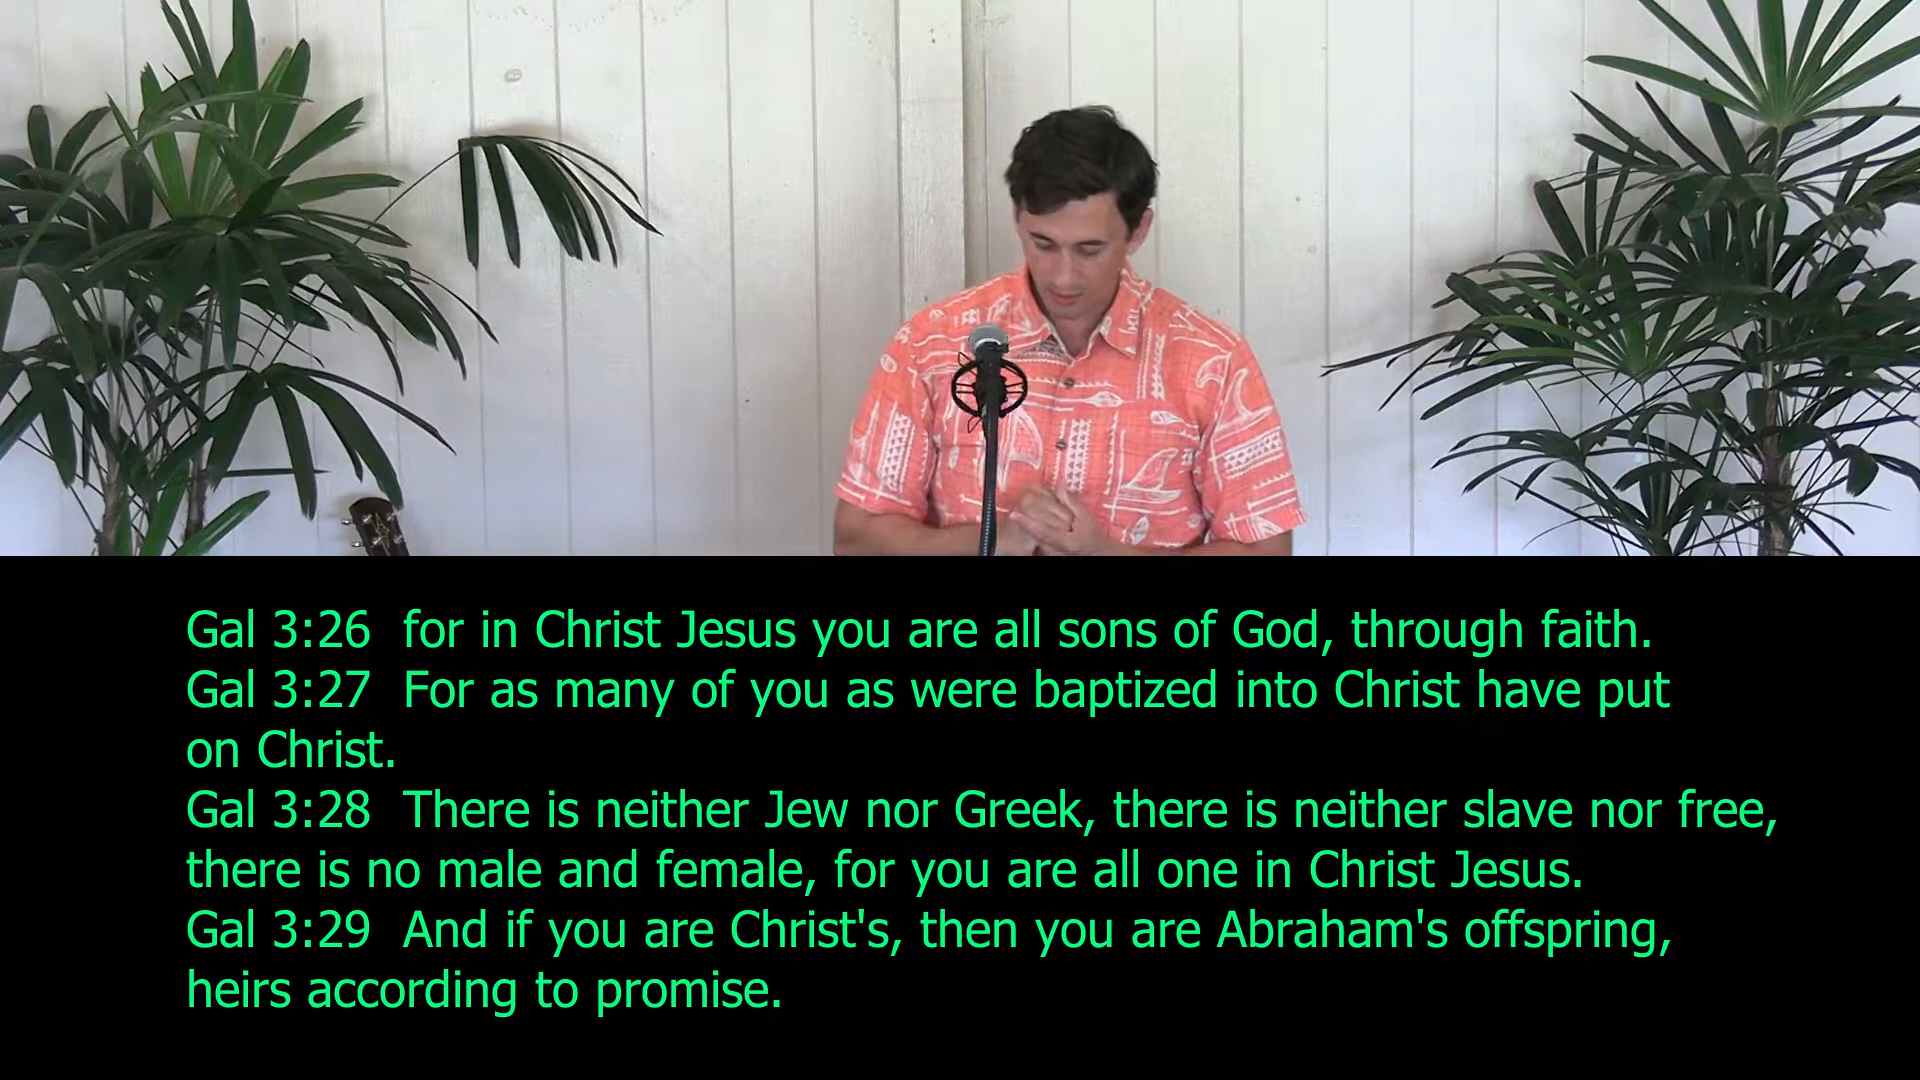 Gal 3:26  for in Christ Jesus you are all sons of God, through faith.
Gal 3:27  For as many of you as were baptized into Christ have put
on Christ.
Gal 3:28  There is neither Jew nor Greek, there is neither slave nor free,
there is no male and female, for you are all one in Christ Jesus.
Gal 3:29  And if you are Christ's, then you are Abraham's offspring,
heirs according to promise.